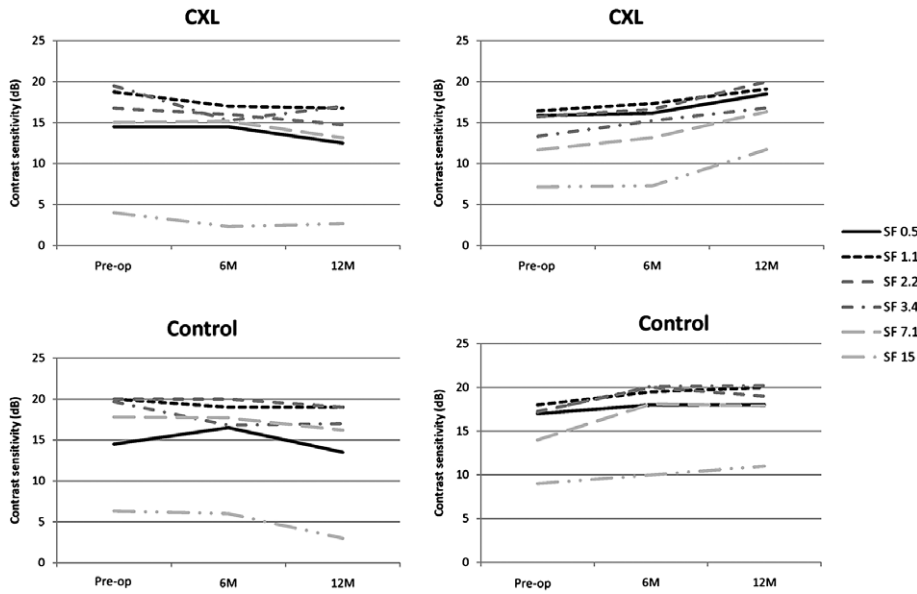 CXL
25
20
15
10
5
0
Contrast sensitivity (dB)
Pre-op 6M 12M
CXL
25
20
15
10
5
0
Contrast sensitivity (dB)
Pre-op 6M 12M
SF 0.5
SF 1.1
SF 2.2
SF 3.4
SF 7.1
SF 15
Control
25
20
15
10
5
0
Contrast sensitivity (dB)
Pre-op 6M 12M
Control
25
20
15
10
5
0
Contrast sensitivity (dB)
Pre-op 6M 12M